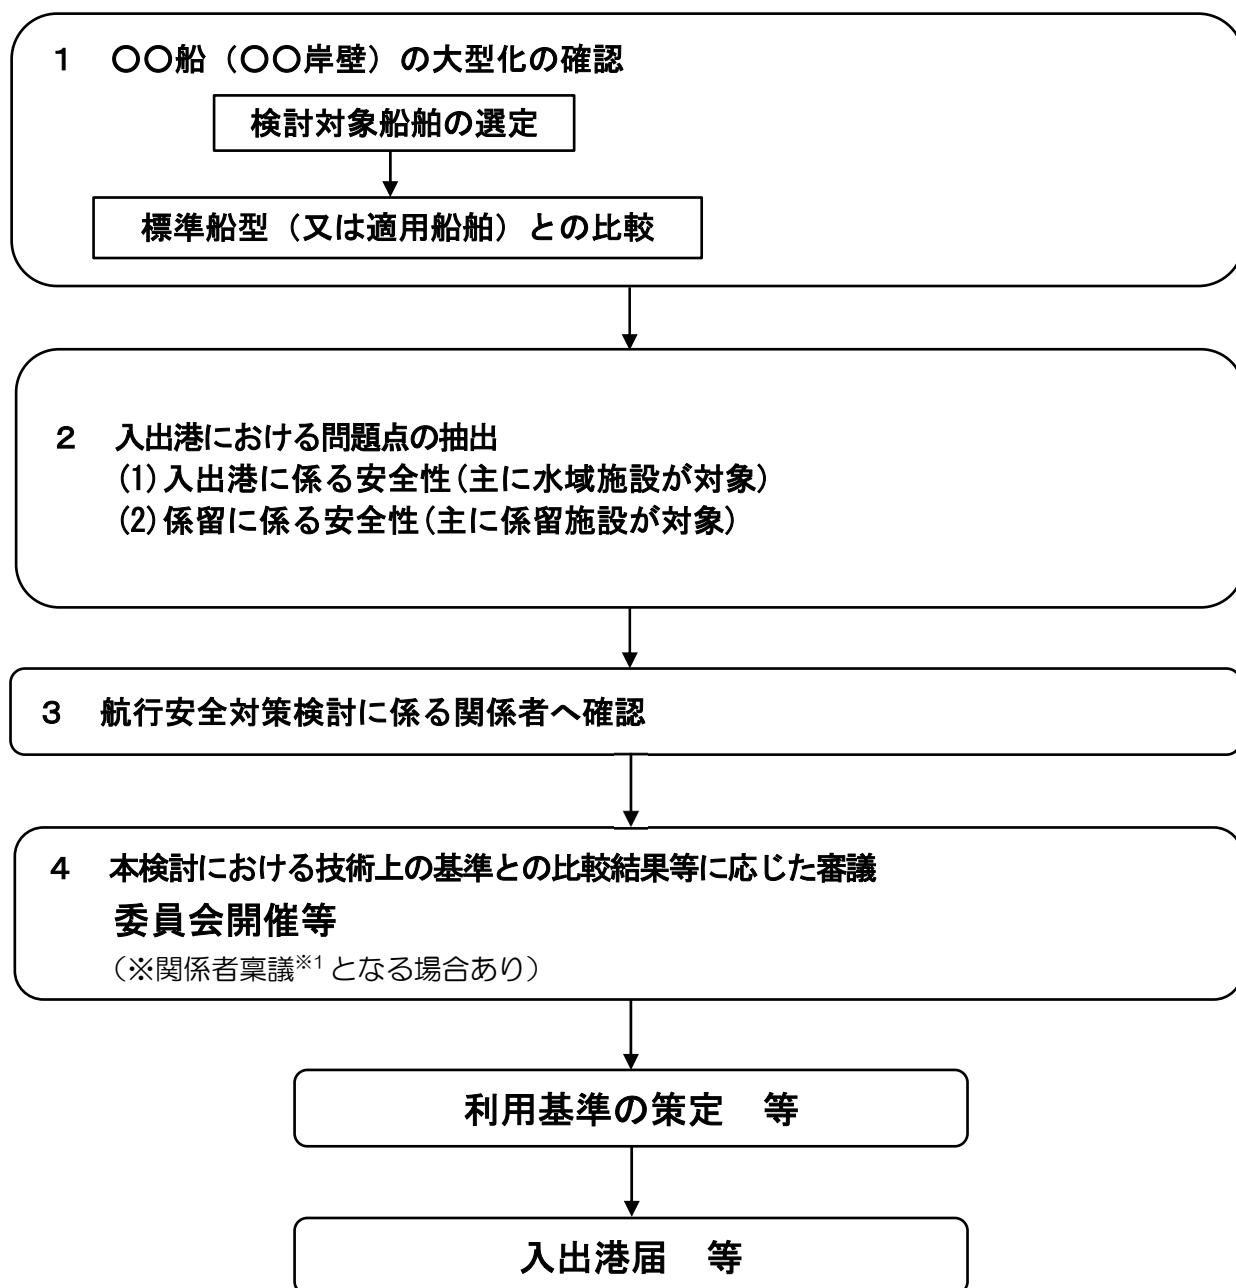 １　〇〇船（〇〇岸壁）の大型化の確認
検討対象船舶の選定
標準船型（又は適用船舶）との比較
２　入出港における問題点の抽出
(1)入出港に係る安全性(主に水域施設が対象)
(2)係留に係る安全性(主に係留施設が対象)
３　航行安全対策検討に係る関係者へ確認
４　本検討における技術上の基準との比較結果等に応じた審議
委員会開催等
（※関係者稟議※1となる場合あり）
利用基準の策定　等
入出港届　等